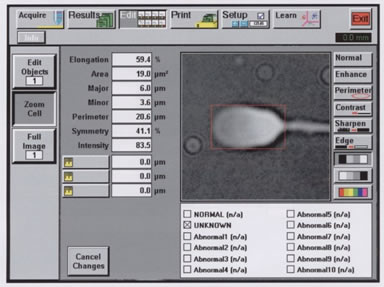 Acquire Results Edit Print Setup Learn Exit
Info 0.0 mm
Edit Objects 1
Zoom Cell
Full Image 1
Elongation 59.4 %
Area 19.0 µm²
Major 6.0 µm
Minor 3.6 µm
Perimeter 20.6 µm
Symmetry 41.1 %
Intensity 83.5
0.0 µm
0.0 µm
0.0 µm
Cancel Changes
Normal
Enhance
Perimeter
Contrast
Sharpen
Edge
NORMAL (n/a)
UNKNOWN
Abnormal1 (n/a)
Abnormal2 (n/a)
Abnormal3 (n/a)
Abnormal4 (n/a)
Abnormal5 (n/a)
Abnormal6 (n/a)
Abnormal7 (n/a)
Abnormal8 (n/a)
Abnormal9 (n/a)
Abnormal10 (n/a)